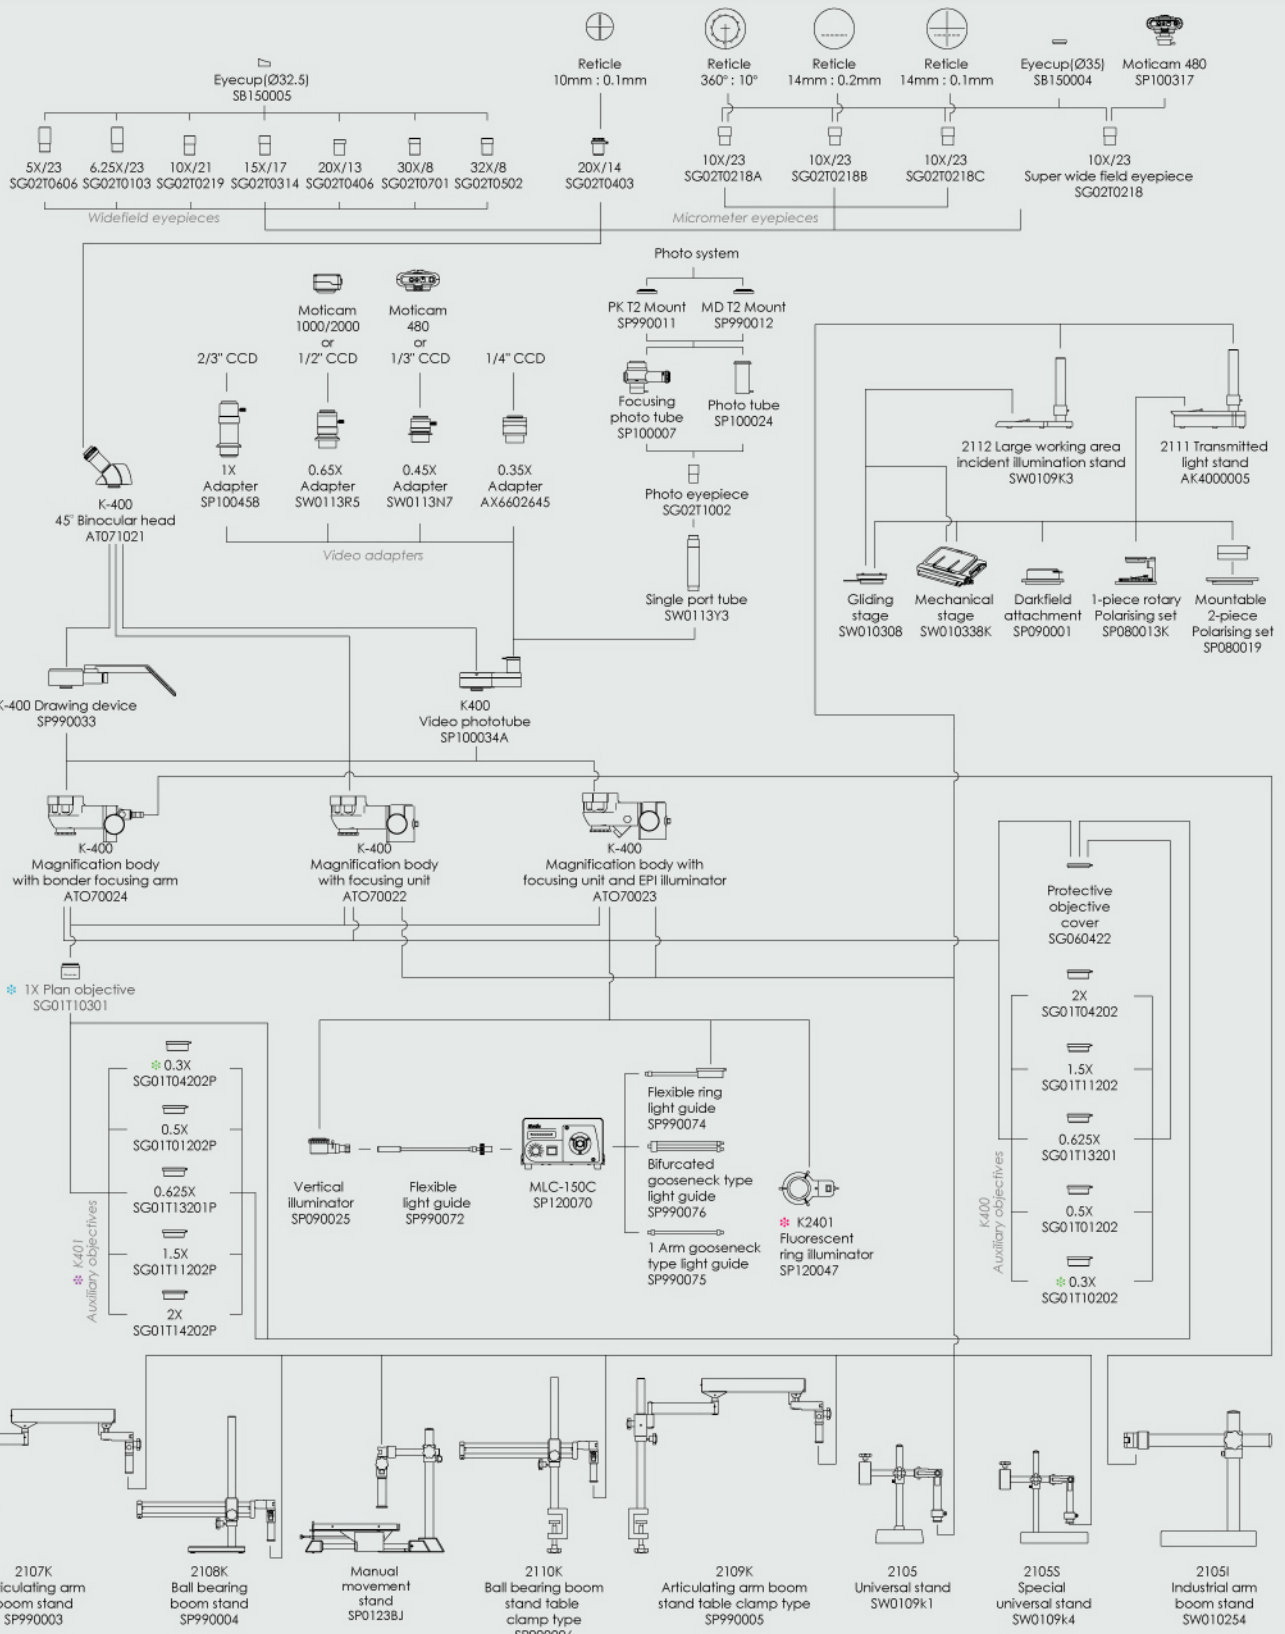 Reticle
10mm : 0.1mm
Reticle
360° : 10°
Reticle
14mm : 0.2mm
Reticle
14mm : 0.1mm
Eyecup(Ø35)
SB150004
Moticam 480
SP100317
Eyecup(Ø32.5)
SB150005
5X/23
SG02T0606
6.25X/23
SG02T0103
10X/21
SG02T0219
15X/17
SG02T0314
20X/13
SG02T0406
30X/8
SG02T0701
32X/8
SG02T0502
20X/14
SG02T0403
10X/23
SG02T0218A
10X/23
SG02T0218B
10X/23
SG02T0218C
10X/23
Super wide field eyepiece
SG02T0218
Widefield eyepieces
Micrometer eyepieces
Photo system
PK T2 Mount
SP990011
MD T2 Mount
SP990012
Moticam
1000/2000
or
1/2" CCD
Moticam
480
or
1/3" CCD
2/3" CCD
1/4" CCD
Focusing
photo tube
SP100007
Photo tube
SP100024
2112 Large working area
incident illumination stand
SW0109K3
2111 Transmitted
light stand
AK4000005
1X
Adapter
SP100458
0.65X
Adapter
SW0113R5
0.45X
Adapter
SW0113N7
0.35X
Adapter
AX6602645
Photo eyepiece
SG02T1002
K-400
45° Binocular head
AT071021
Video adapters
Single port tube
SW0113Y3
Gliding
stage
SW010308
Mechanical
stage
SW010338K
Darkfield
attachment
SP090001
1-piece rotary
Polarising set
SP080013K
Mountable
2-piece
Polarising set
SP080019
K-400 Drawing device
SP990033
K400
Video phototube
SP100034A
K-400
Magnification body
with bonder focusing arm
ATO70024
K-400
Magnification body
with focusing unit
ATO70022
K-400
Magnification body with
focusing unit and EPI illuminator
ATO70023
Protective
objective
cover
SG060422
1X Plan objective
SG01T10301
2X
SG01T04202
1.5X
SG01T11202
0.625X
SG01T13201
0.5X
SG01T01202
0.3X
SG01T10202
K400
Auxiliary objectives
0.3X
SG01T04202P
0.5X
SG01T01202P
0.625X
SG01T13201P
1.5X
SG01T11202P
2X
SG01T14202P
K401
Auxiliary objectives
Vertical
illuminator
SP090025
Flexible
light guide
SP990072
MLC-150C
SP120070
Flexible ring
light guide
SP990074
Bifurcated
gooseneck type
light guide
SP990076
1 Arm gooseneck
type light guide
SP990075
K2401
Fluorescent
ring illuminator
SP120047
2107K
iculating arm
boom stand
SP990003
2108K
Ball bearing
boom stand
SP990004
Manual
movement
stand
SP0123BJ
2110K
Ball bearing boom
stand table
clamp type
2109K
Articulating arm boom
stand table clamp type
SP990005
2105
Universal stand
SW0109k1
2105S
Special
universal stand
SW0109k4
2105I
Industrial arm
boom stand
SW010254